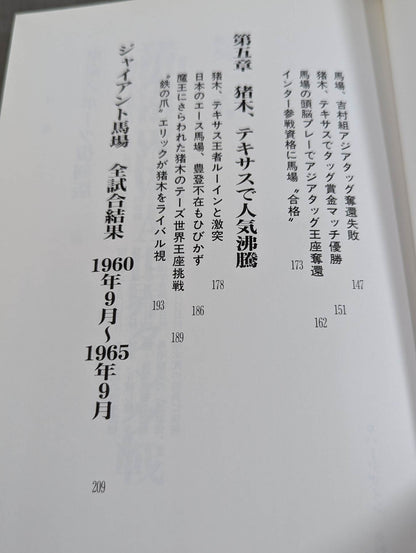 馬場、吉村組アジアタッグ奪還失敗 147
猪木、テキサスでタッグ賞金マッチ優勝 151
馬場の頭脳プレーでアジアタッグ王座奪還 162
インター参戦資格に馬場〝合格〟 173
第五章 猪木、テキサスで人気沸騰
猪木、テキサス王者ルーインと激突 178
日本のエース馬場、豊登不在もひびかず 186
魔王にさらわれた猪木のテーズ世界王座挑戦 189
〝鉄の爪〟エリックが猪木をライバル視 193
ジャイアント馬場 全試合結果 1960年9月〜1965年9月 209